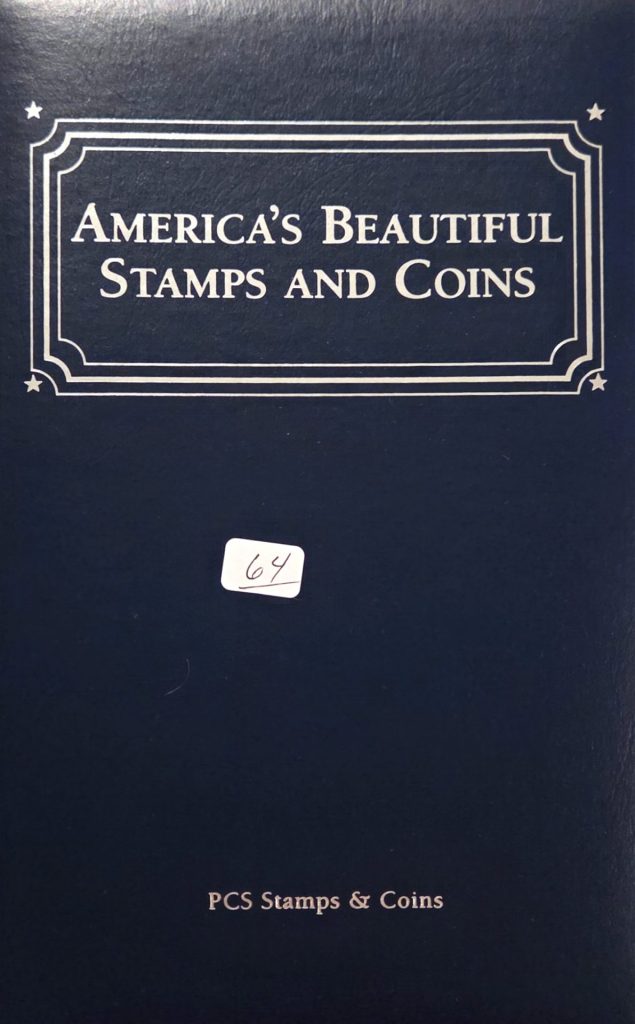 AMERICA'S BEAUTIFUL
STAMPS AND COINS
64
PCS Stamps & Coins